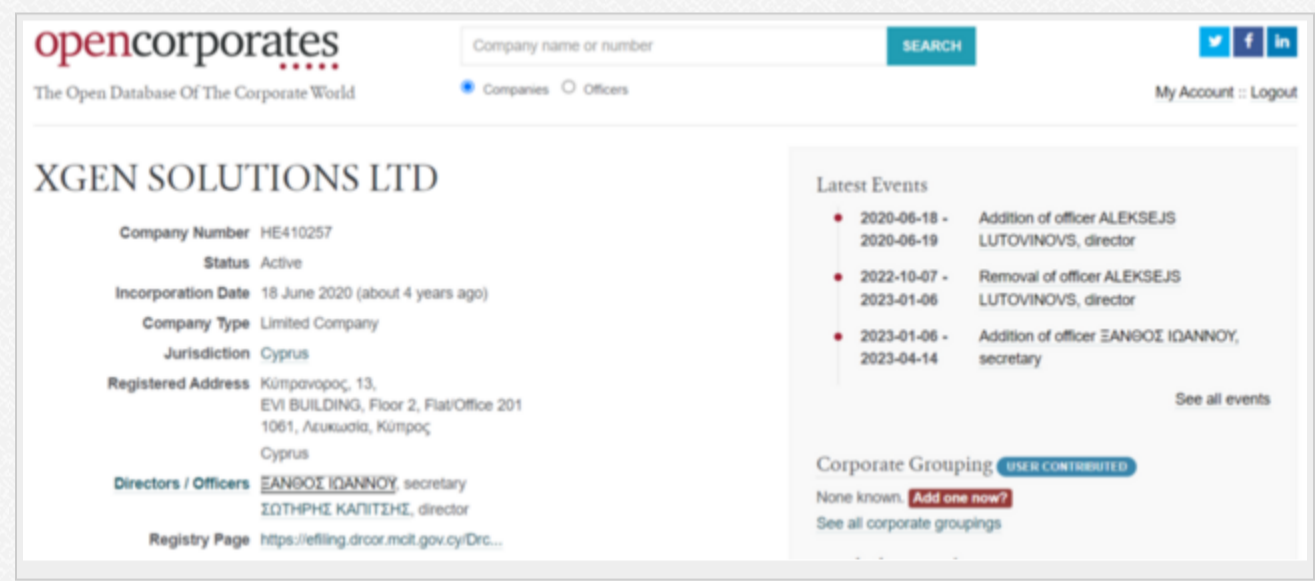 opencorporates
The Open Database Of The Corporate World
Company name or number
SEARCH
Companies Officers
My Account :: Logout
XGEN SOLUTIONS LTD
Company Number HE410257
Status Active
Incorporation Date 18 June 2020 (about 4 years ago)
Company Type Limited Company
Jurisdiction Cyprus
Registered Address Κύπρανορος, 13,
EVI BUILDING, Floor 2, Flat/Office 201
1061, Λευκωσία, Κύπρος
Cyprus
Directors / Officers ΞΑΝΘΟΣ ΙΩΑΝΝΟΥ, secretary
ΣΩΤΗΡΗΣ ΚΑΠΙΤΣΗΣ, director
Registry Page https://efiling.drcor.mcit.gov.cy/Drc...
Latest Events
2020-06-18 - Addition of officer ALEKSEJS
2020-06-19 LUTOVINOVS, director
2022-10-07 - Removal of officer ALEKSEJS
2023-01-06 LUTOVINOVS, director
2023-01-06 - Addition of officer ΞΑΝΘΟΣ ΙΩΑΝΝΟΥ,
2023-04-14 secretary
See all events
Corporate Grouping USER CONTRIBUTED
None known. Add one now?
See all corporate groupings